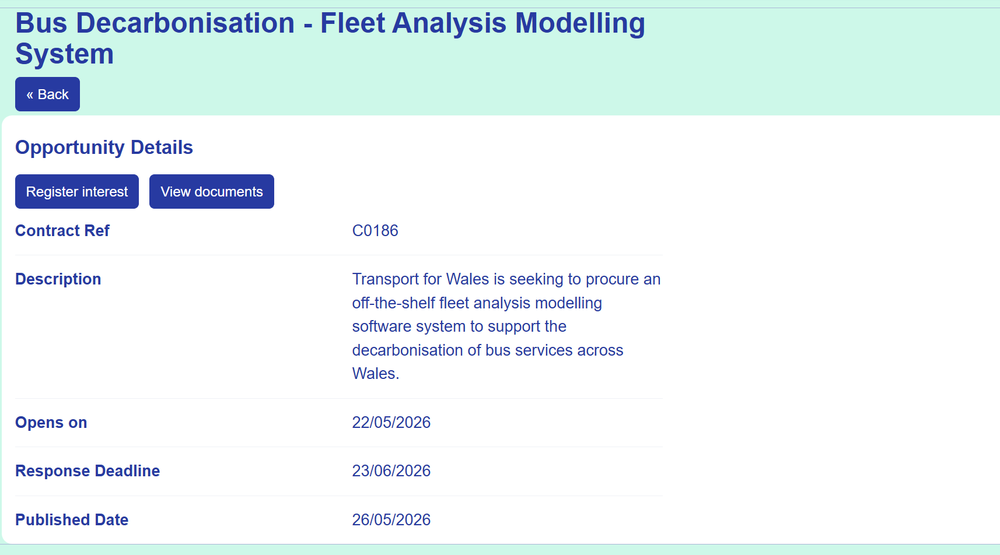 Bus Decarbonisation - Fleet Analysis Modelling
System
« Back
Opportunity Details
Register interest View documents
Contract Ref C0186
Description Transport for Wales is seeking to procure an
off-the-shelf fleet analysis modelling
software system to support the
decarbonisation of bus services across
Wales.
Opens on 22/05/2026
Response Deadline 23/06/2026
Published Date 26/05/2026